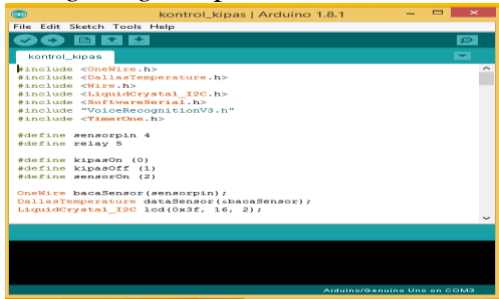 kontrol_kipas | Arduino 1.8.1
File Edit Sketch Tools Help
kontrol_kipas
#include <OneWire.h>
#include <DallasTemperature.h>
#include <Wire.h>
#include <LiquidCrystal_I2C.h>
#include <SoftwareSerial.h>
#include "VoiceRecognitionV3.h"
#include <TimerOne.h>
#define sensorpin 4
#define relay 5
#define kipasOn (0)
#define kipasOff (1)
#define sensorOn (2)
OneWire bacaSensor(sensorpin);
DallasTemperature dataSensor(&bacaSensor);
LiquidCrystal_I2C lcd(0x3f, 16, 2);
Arduino/Genuino Uno on COM3